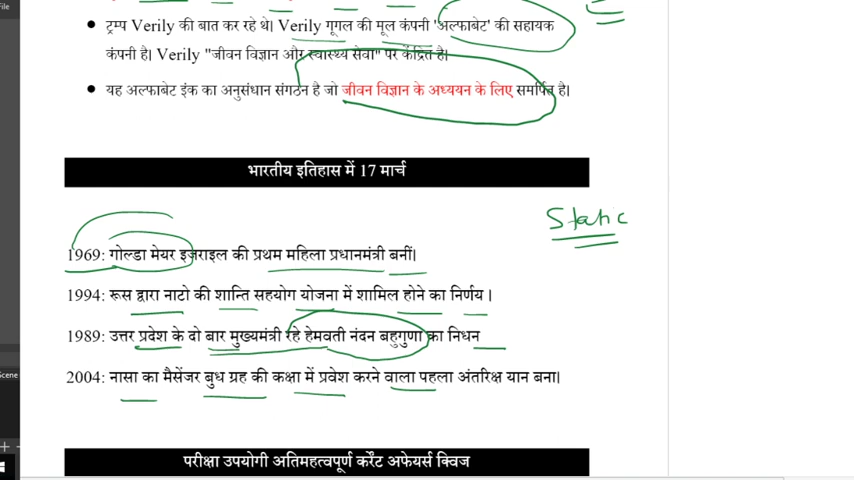 File
• ट्रम्प Verily की बात कर रहे थे। Verily गूगल की मूल कंपनी 'अल्फाबेट' की सहायक
कंपनी है। Verily "जीवन विज्ञान और स्वास्थ्य सेवा" पर केंद्रित है।
• यह अल्फाबेट इंक का अनुसंधान संगठन है जो जीवन विज्ञान के अध्ययन के लिए समर्पित है।
भारतीय इतिहास में 17 मार्च
Static
1969: गोल्डा मेयर इजराइल की प्रथम महिला प्रधानमंत्री बनीं।
1994: रूस द्वारा नाटो की शान्ति सहयोग योजना में शामिल होने का निर्णय ।
1989: उत्तर प्रदेश के दो बार मुख्यमंत्री रहे हेमवती नंदन बहुगुणा का निधन
Scene
2004: नासा का मैसेंजर बुध ग्रह की कक्षा में प्रवेश करने वाला पहला अंतरिक्ष यान बना।
परीक्षा उपयोगी अतिमहत्वपूर्ण करेंट अफेयर्स क्विज